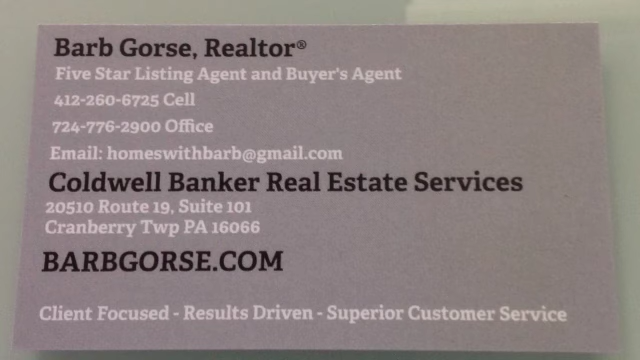 Barb Gorse, Realtor®
Five Star Listing Agent and Buyer's Agent
412-260-6725 Cell
724-776-2900 Office
Email: homeswithbarb@gmail.com
Coldwell Banker Real Estate Services
20510 Route 19, Suite 101
Cranberry Twp PA 16066
BARBGORSE.COM
Client Focused - Results Driven - Superior Customer Service